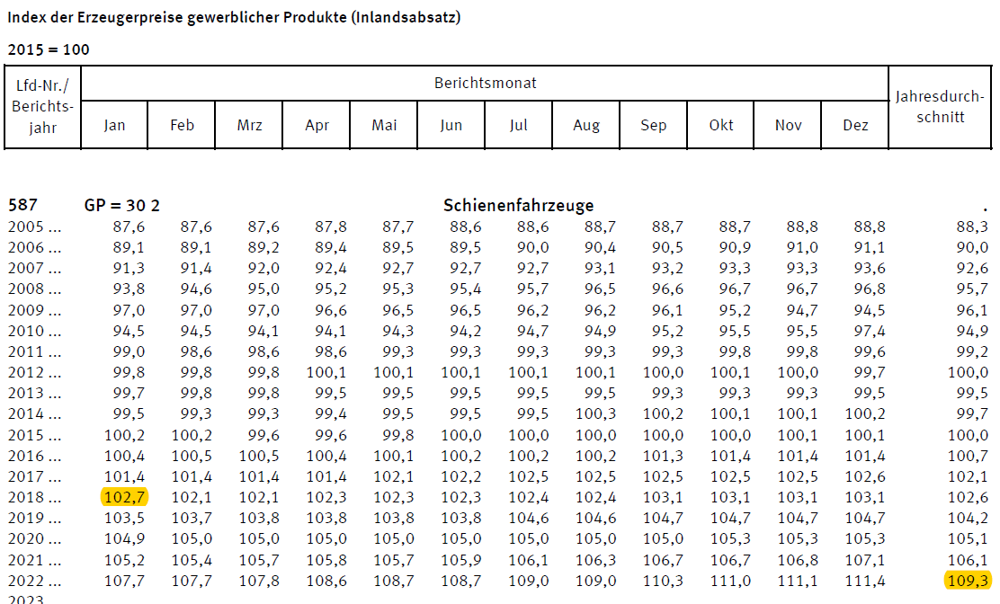 Index der Erzeugerpreise gewerblicher Produkte (Inlandsabsatz)
2015 = 100
Lfd-Nr./ Berichts- jahr Berichtsmonat Jahresdurch- schnitt
Jan Feb Mrz Apr Mai Jun Jul Aug Sep Okt Nov Dez
587 GP = 30 2 Schienenfahrzeuge .
2005 ... 87,6 87,6 87,6 87,8 87,7 88,6 88,6 88,7 88,7 88,7 88,8 88,8 88,3
2006 ... 89,1 89,1 89,2 89,4 89,5 89,5 90,0 90,4 90,5 90,9 91,0 91,1 90,0
2007 ... 91,3 91,4 92,0 92,4 92,7 92,7 92,7 93,1 93,2 93,3 93,3 93,6 92,6
2008 ... 93,8 94,6 95,0 95,2 95,3 95,4 95,7 96,5 96,6 96,7 96,7 96,8 95,7
2009 ... 97,0 97,0 97,0 96,6 96,5 96,5 96,2 96,2 96,1 95,2 94,7 94,5 96,1
2010 ... 94,5 94,5 94,1 94,1 94,3 94,2 94,7 94,9 95,2 95,5 95,5 97,4 94,9
2011 ... 99,0 98,6 98,6 98,6 99,3 99,3 99,3 99,3 99,3 99,8 99,8 99,6 99,2
2012 ... 99,8 99,8 99,8 100,1 100,1 100,1 100,1 100,1 100,0 100,1 100,0 99,7 100,0
2013 ... 99,7 99,8 99,8 99,5 99,5 99,5 99,5 99,5 99,3 99,3 99,3 99,5 99,5
2014 ... 99,5 99,3 99,3 99,4 99,5 99,5 99,5 100,3 100,2 100,1 100,1 100,2 99,7
2015 ... 100,2 100,2 99,6 99,6 99,8 100,0 100,0 100,0 100,0 100,0 100,1 100,1 100,0
2016 ... 100,4 100,5 100,5 100,4 100,1 100,2 100,2 100,2 101,3 101,4 101,4 101,4 100,7
2017 ... 101,4 101,4 101,4 101,4 102,1 102,2 102,5 102,5 102,5 102,5 102,5 102,6 102,1
2018 ... 102,7 102,1 102,1 102,3 102,3 102,3 102,4 102,4 103,1 103,1 103,1 103,1 102,6
2019 ... 103,5 103,7 103,8 103,8 103,8 103,8 104,6 104,6 104,7 104,7 104,7 104,7 104,2
2020 ... 104,9 105,0 105,0 105,0 105,0 105,0 105,0 105,0 105,0 105,3 105,3 105,3 105,1
2021 ... 105,2 105,4 105,7 105,8 105,7 105,9 106,1 106,3 106,7 106,7 106,8 107,1 106,1
2022 ... 107,7 107,7 107,8 108,6 108,7 108,7 109,0 109,0 110,3 111,0 111,1 111,4 109,3
2023